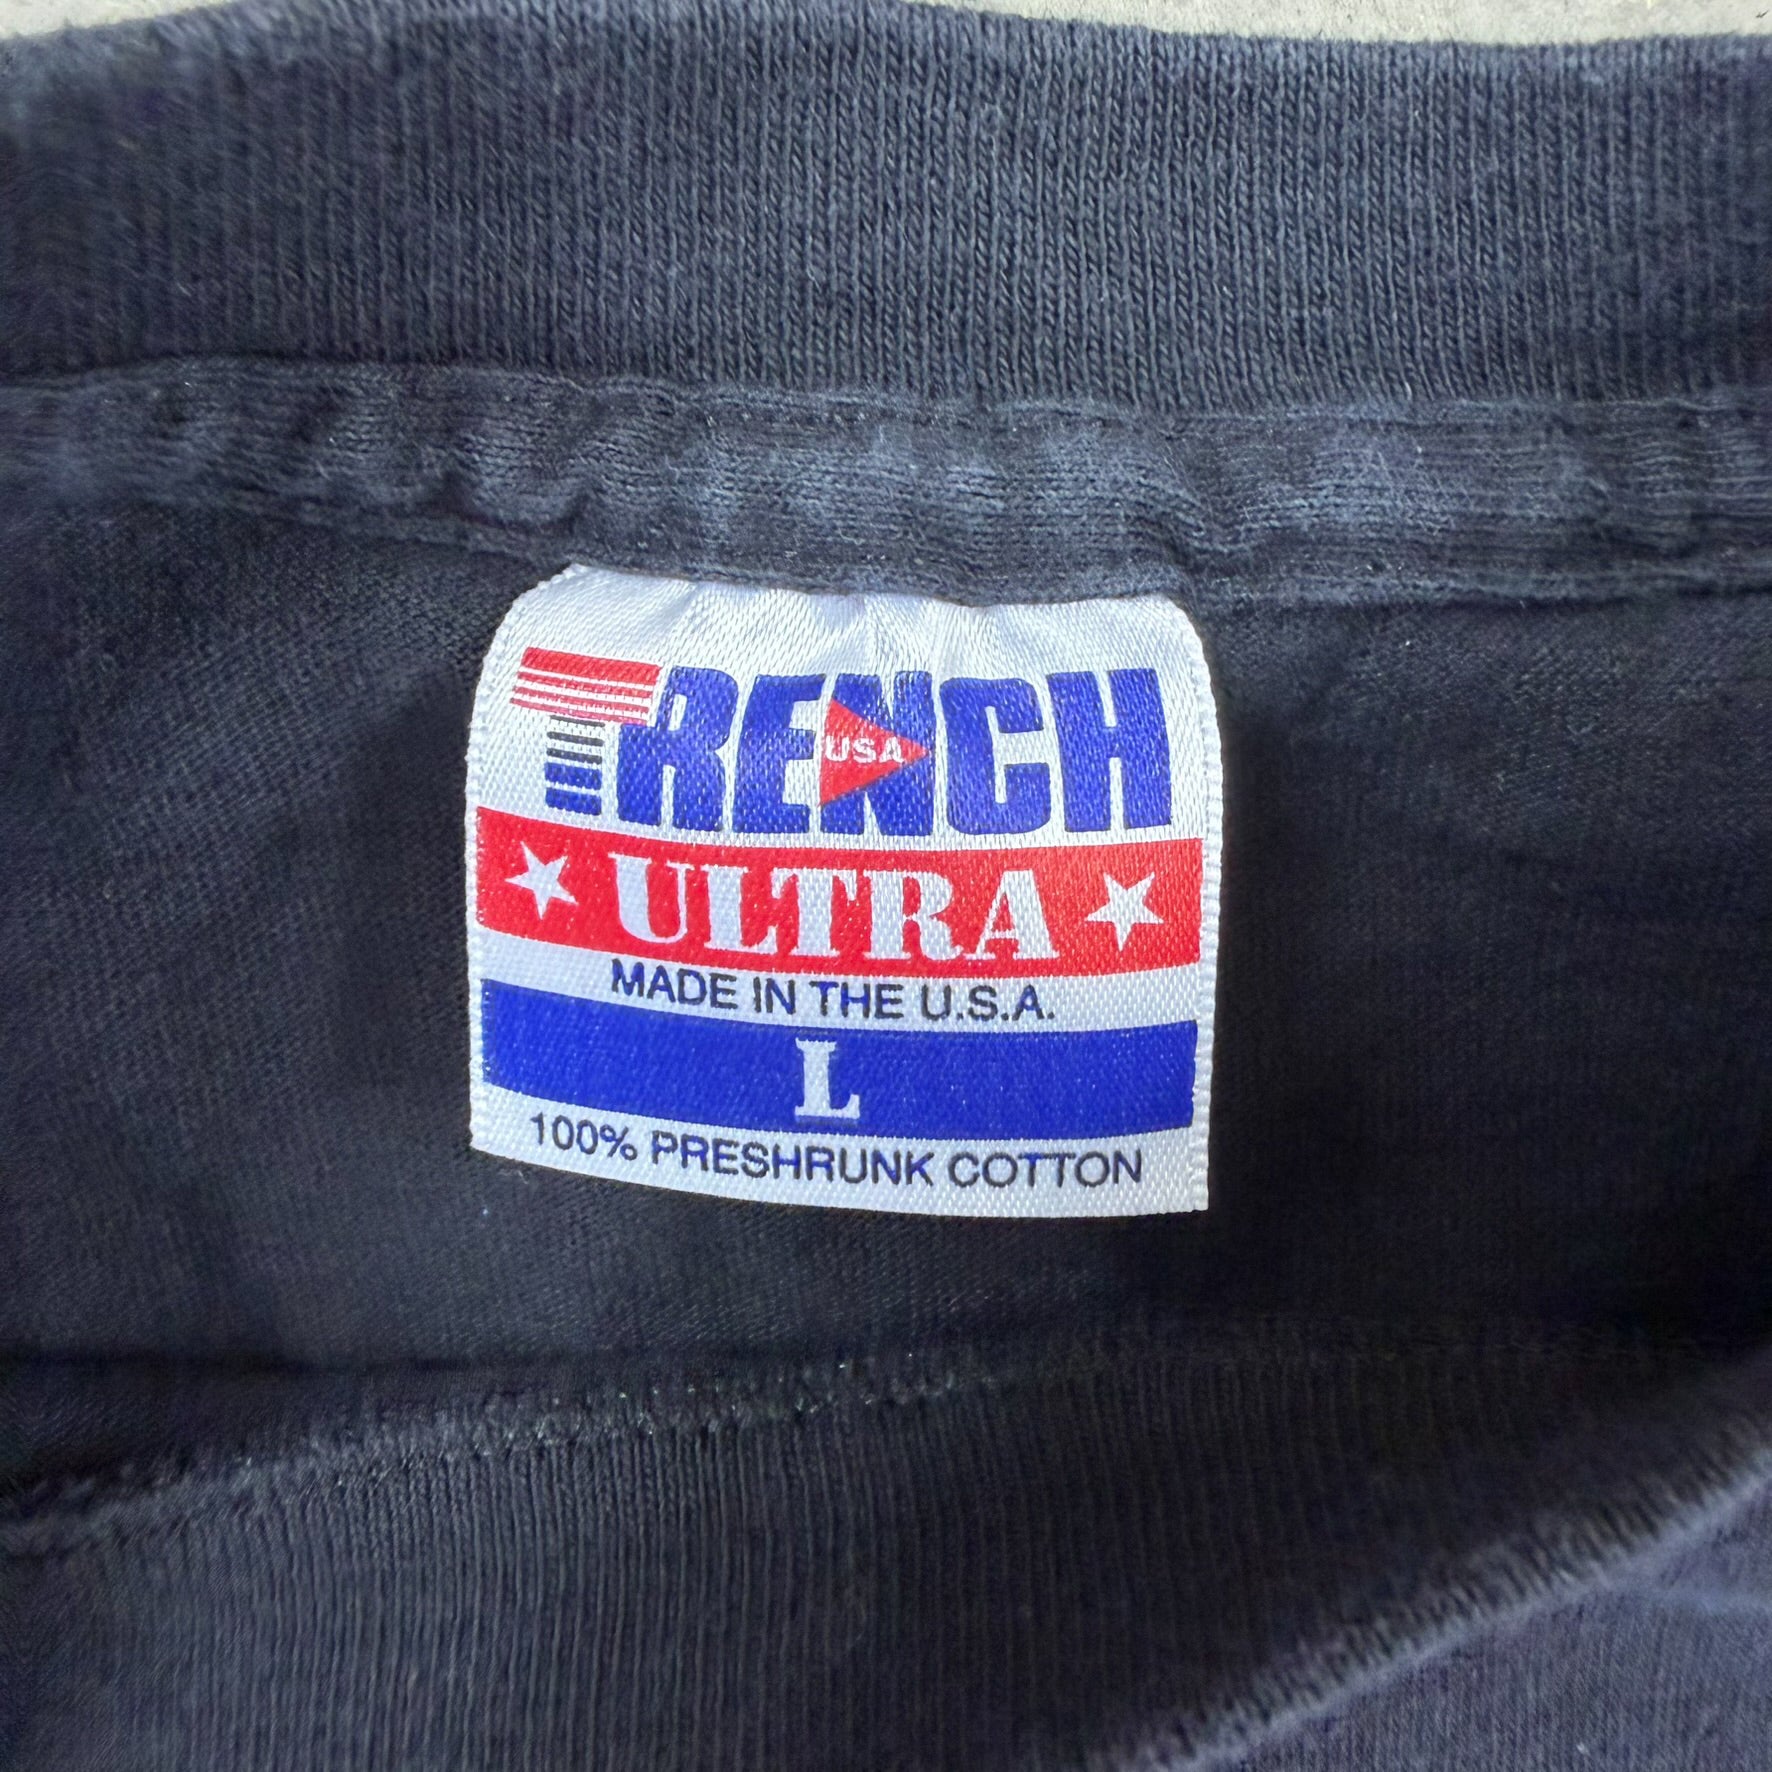 TRENCH
USA
ULTRA
MADE IN THE U.S.A.
L
100% PRESHRUNK COTTON